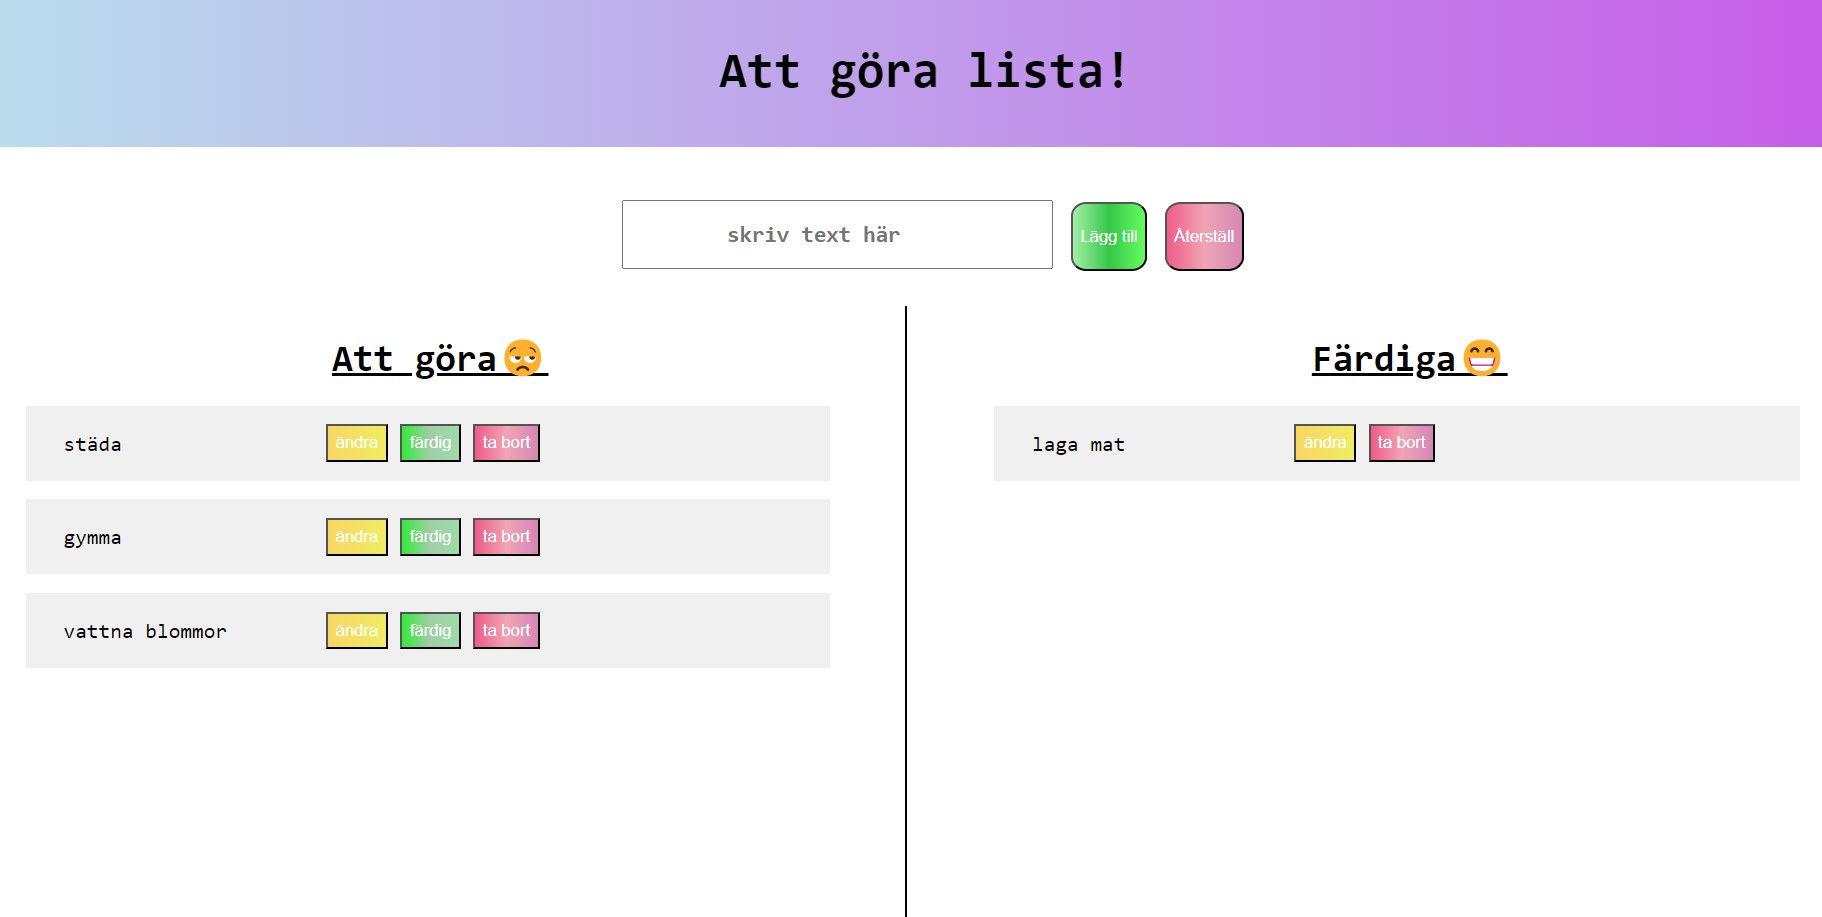 Att göra lista!
skriv text här
Lägg till
Återställ
Att göra😞
städa
ändra
färdig
ta bort
gymma
ändra
färdig
ta bort
vattna blommor
ändra
färdig
ta bort
Färdiga😁
laga mat
ändra
ta bort